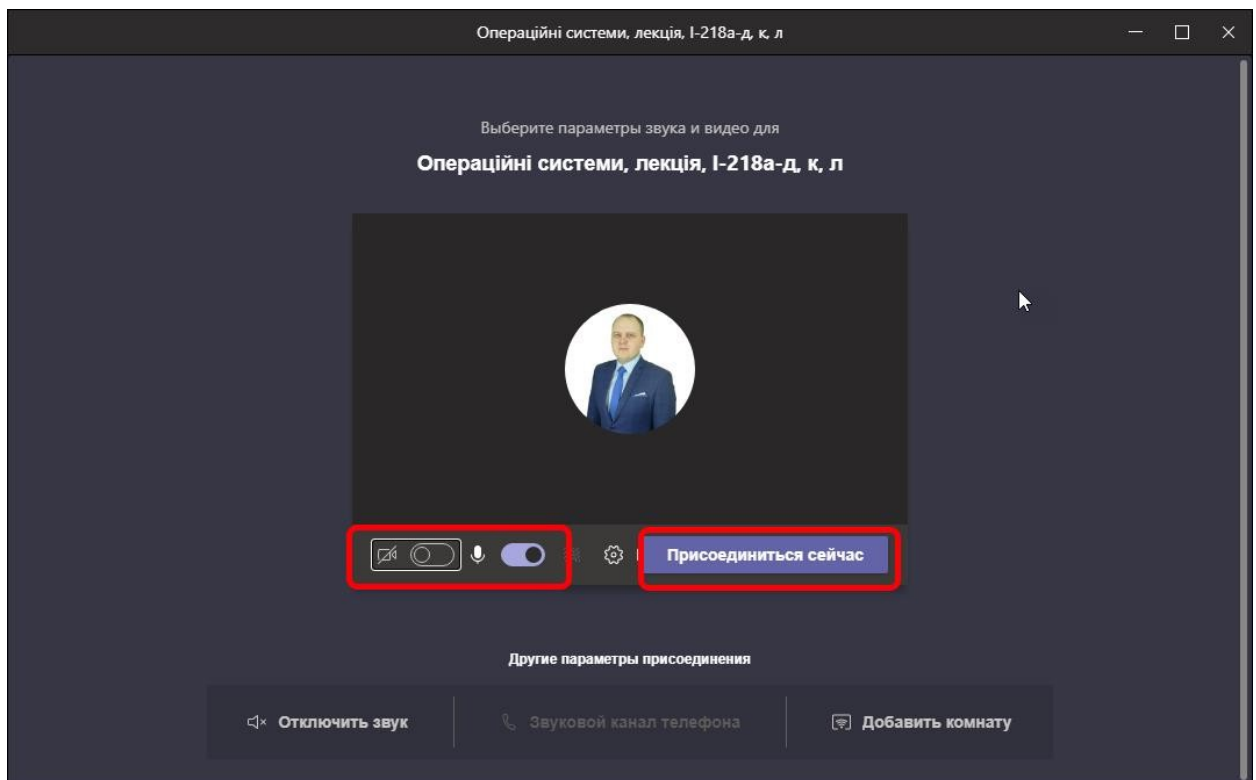 Операційні системи, лекція, І-218а-д, к, л
Выберите параметры звука и видео для
Операційні системи, лекція, І-218а-д, к, л
Присоединиться сейчас
Другие параметры присоединения
Отключить звук
Звуковой канал телефона
Добавить комнату